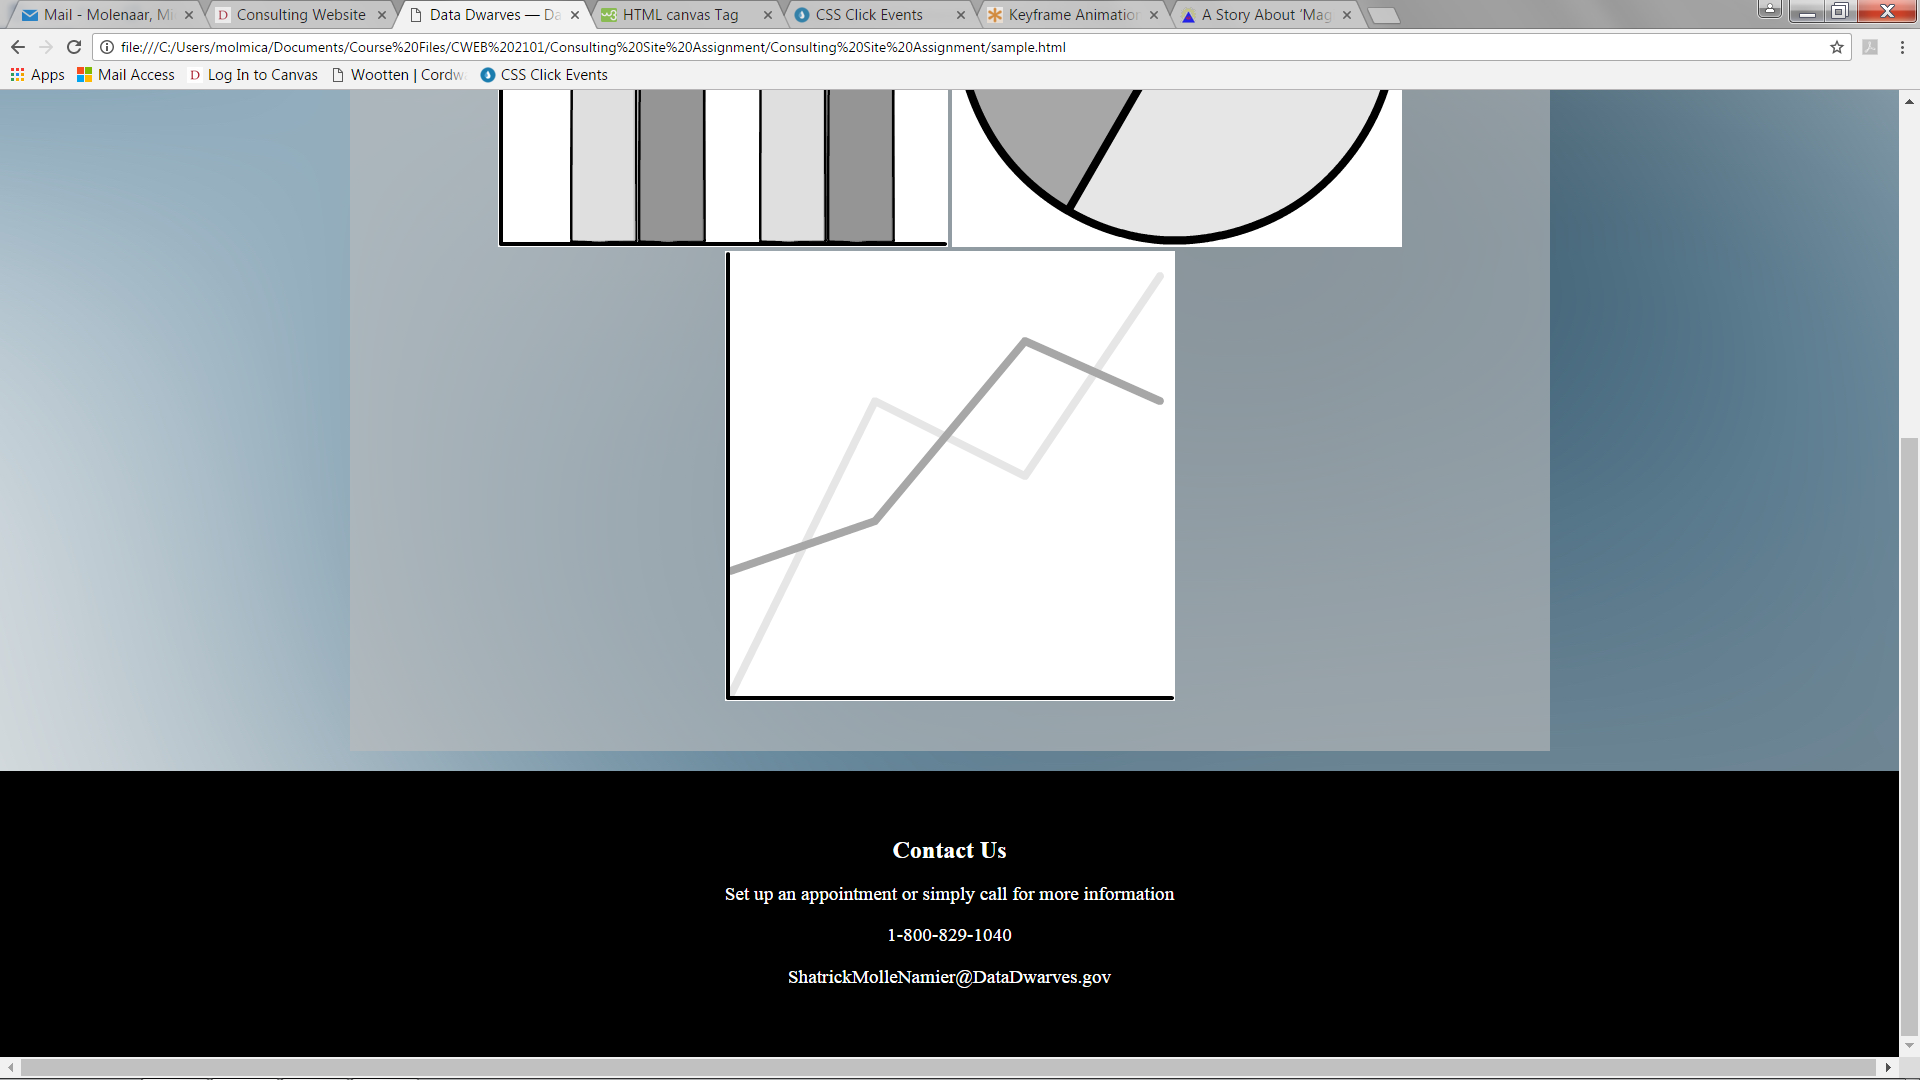 Mail - Molenaar, Mi
Consulting Website
Data Dwarves — Da
HTML canvas Tag
CSS Click Events
Keyframe Animation
A Story About ‘Mag
file:///C:/Users/molmica/Documents/Course%20Files/CWEB%202101/Consulting%20Site%20Assignment/Consulting%20Site%20Assignment/sample.html
Apps
Mail Access
D Log In to Canvas
Wootten | Cordw
CSS Click Events
Contact Us
Set up an appointment or simply call for more information
1-800-829-1040
ShatrickMolleNamier@DataDwarves.gov